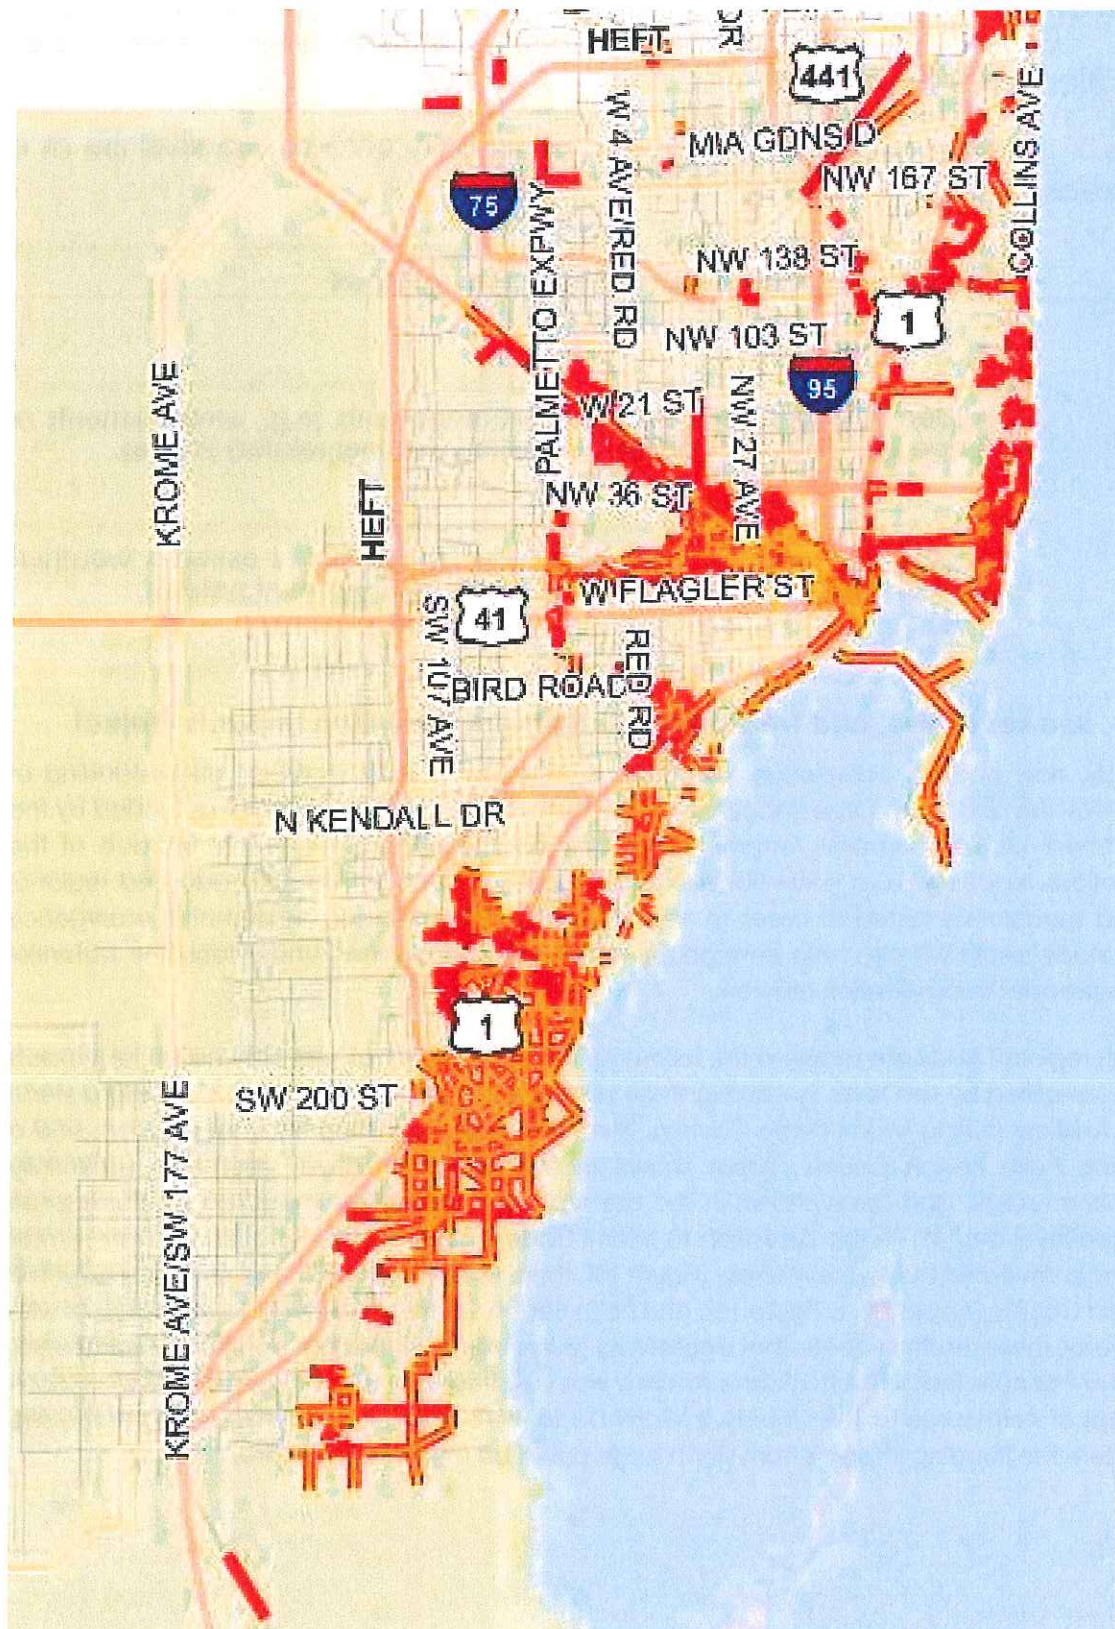 HEFT
DR
441
MIA GDNS D
W 4 AVE/RED RD
NW 167 ST
COLLINS AVE
75
PALMETTO EXPWY
NW 138 ST
1
NW 103 ST
95
KROME AVE
W 21 ST
NW 27 AVE
HEFT
NW 36 ST
W FLAGLER ST
41
SW 107 AVE
RED RD
BIRD ROAD
N KENDALL DR
1
SW 200 ST
KROME AVE/SW 177 AVE